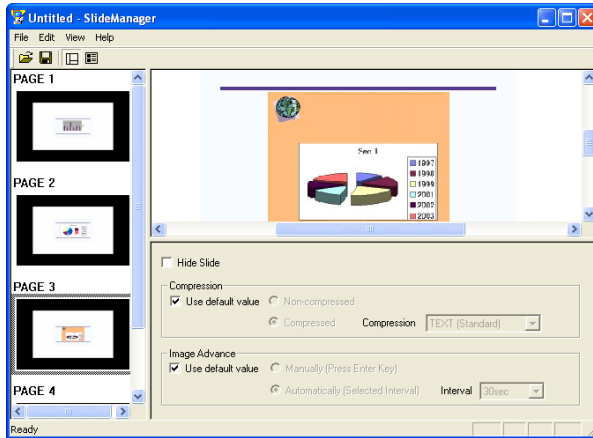 Untitled - SlideManager
File Edit View Help
PAGE 1
PAGE 2
PAGE 3
PAGE 4
Sec 1
1997
1998
1999
2001
2002
2003
Hide Slide
Compression
Use default value Non-compressed
Compressed Compression TEXT (Standard)
Image Advance
Use default value Manually (Press Enter Key)
Automatically (Selected Interval) Interval 30sec
Ready